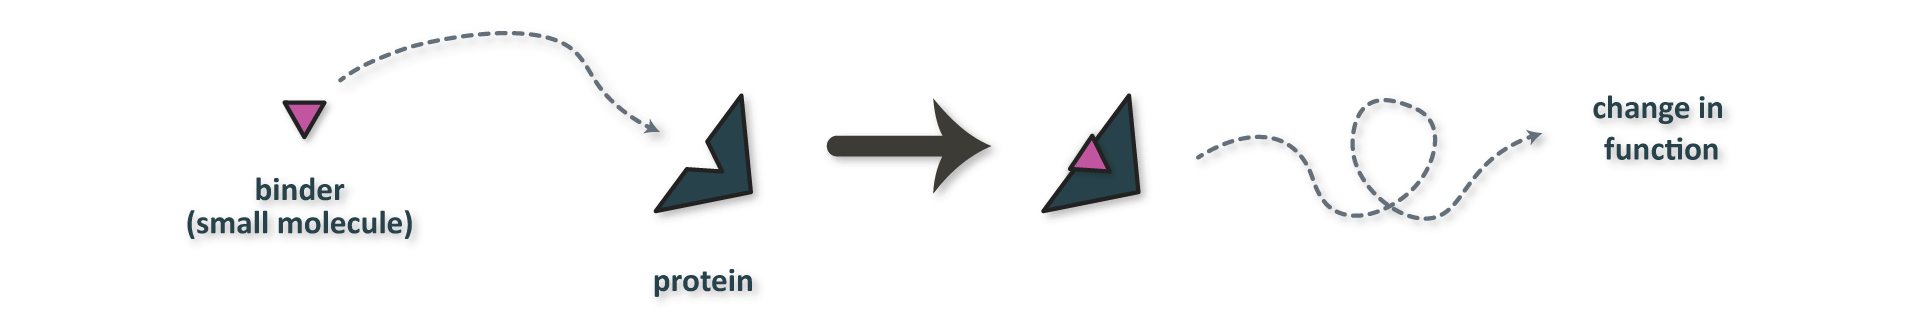 binder
(small molecule)
protein
change in
function